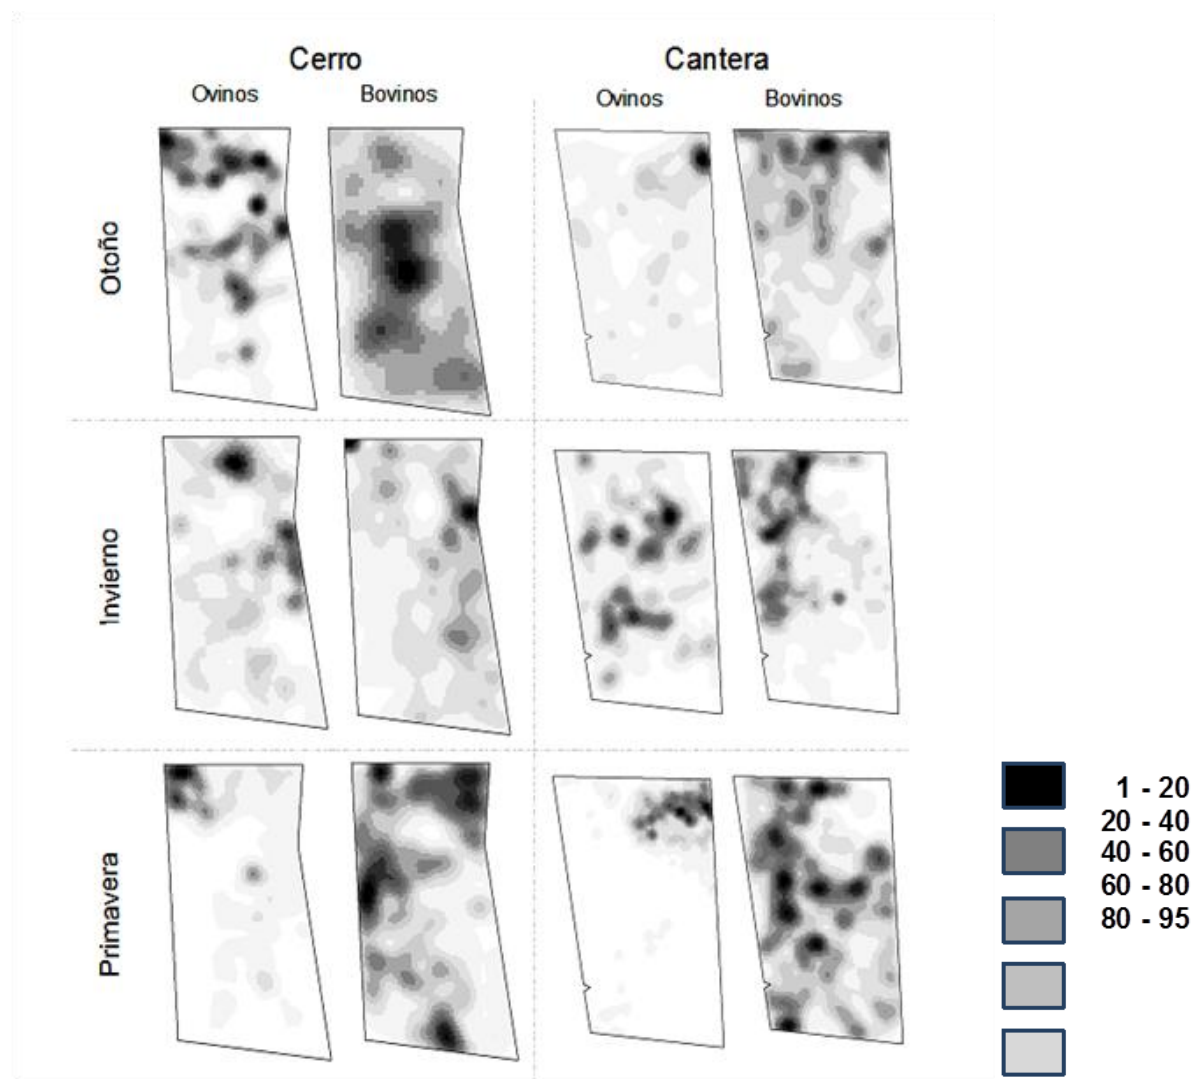 Cerro
Cantera
Ovinos
Bovinos
Ovinos
Bovinos
Otoño
Invierno
Primavera
1 - 20
20 - 40
40 - 60
60 - 80
80 - 95